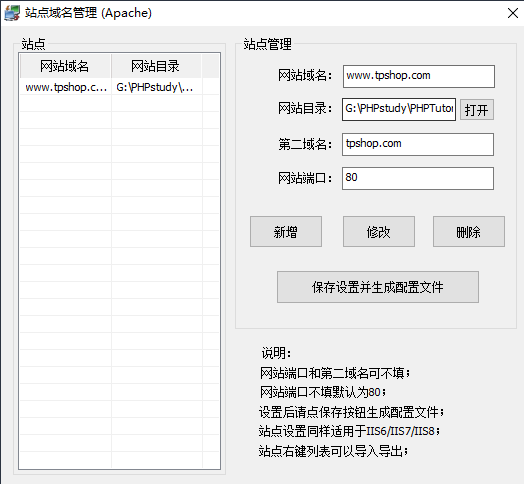 站点域名管理 (Apache)
站点
网站域名 网站目录
www.tpshop.c... G:\PHPstudy\...
站点管理
网站域名： www.tpshop.com
网站目录： G:\PHPstudy\PHPTutor 打开
第二域名： tpshop.com
网站端口： 80
新增 修改 删除
保存设置并生成配置文件
说明：
网站端口和第二域名可不填；
网站端口不填默认为80；
设置后请点保存按钮生成配置文件；
站点设置同样适用于IIS6/IIS7/IIS8；
站点右键列表可以导入导出；